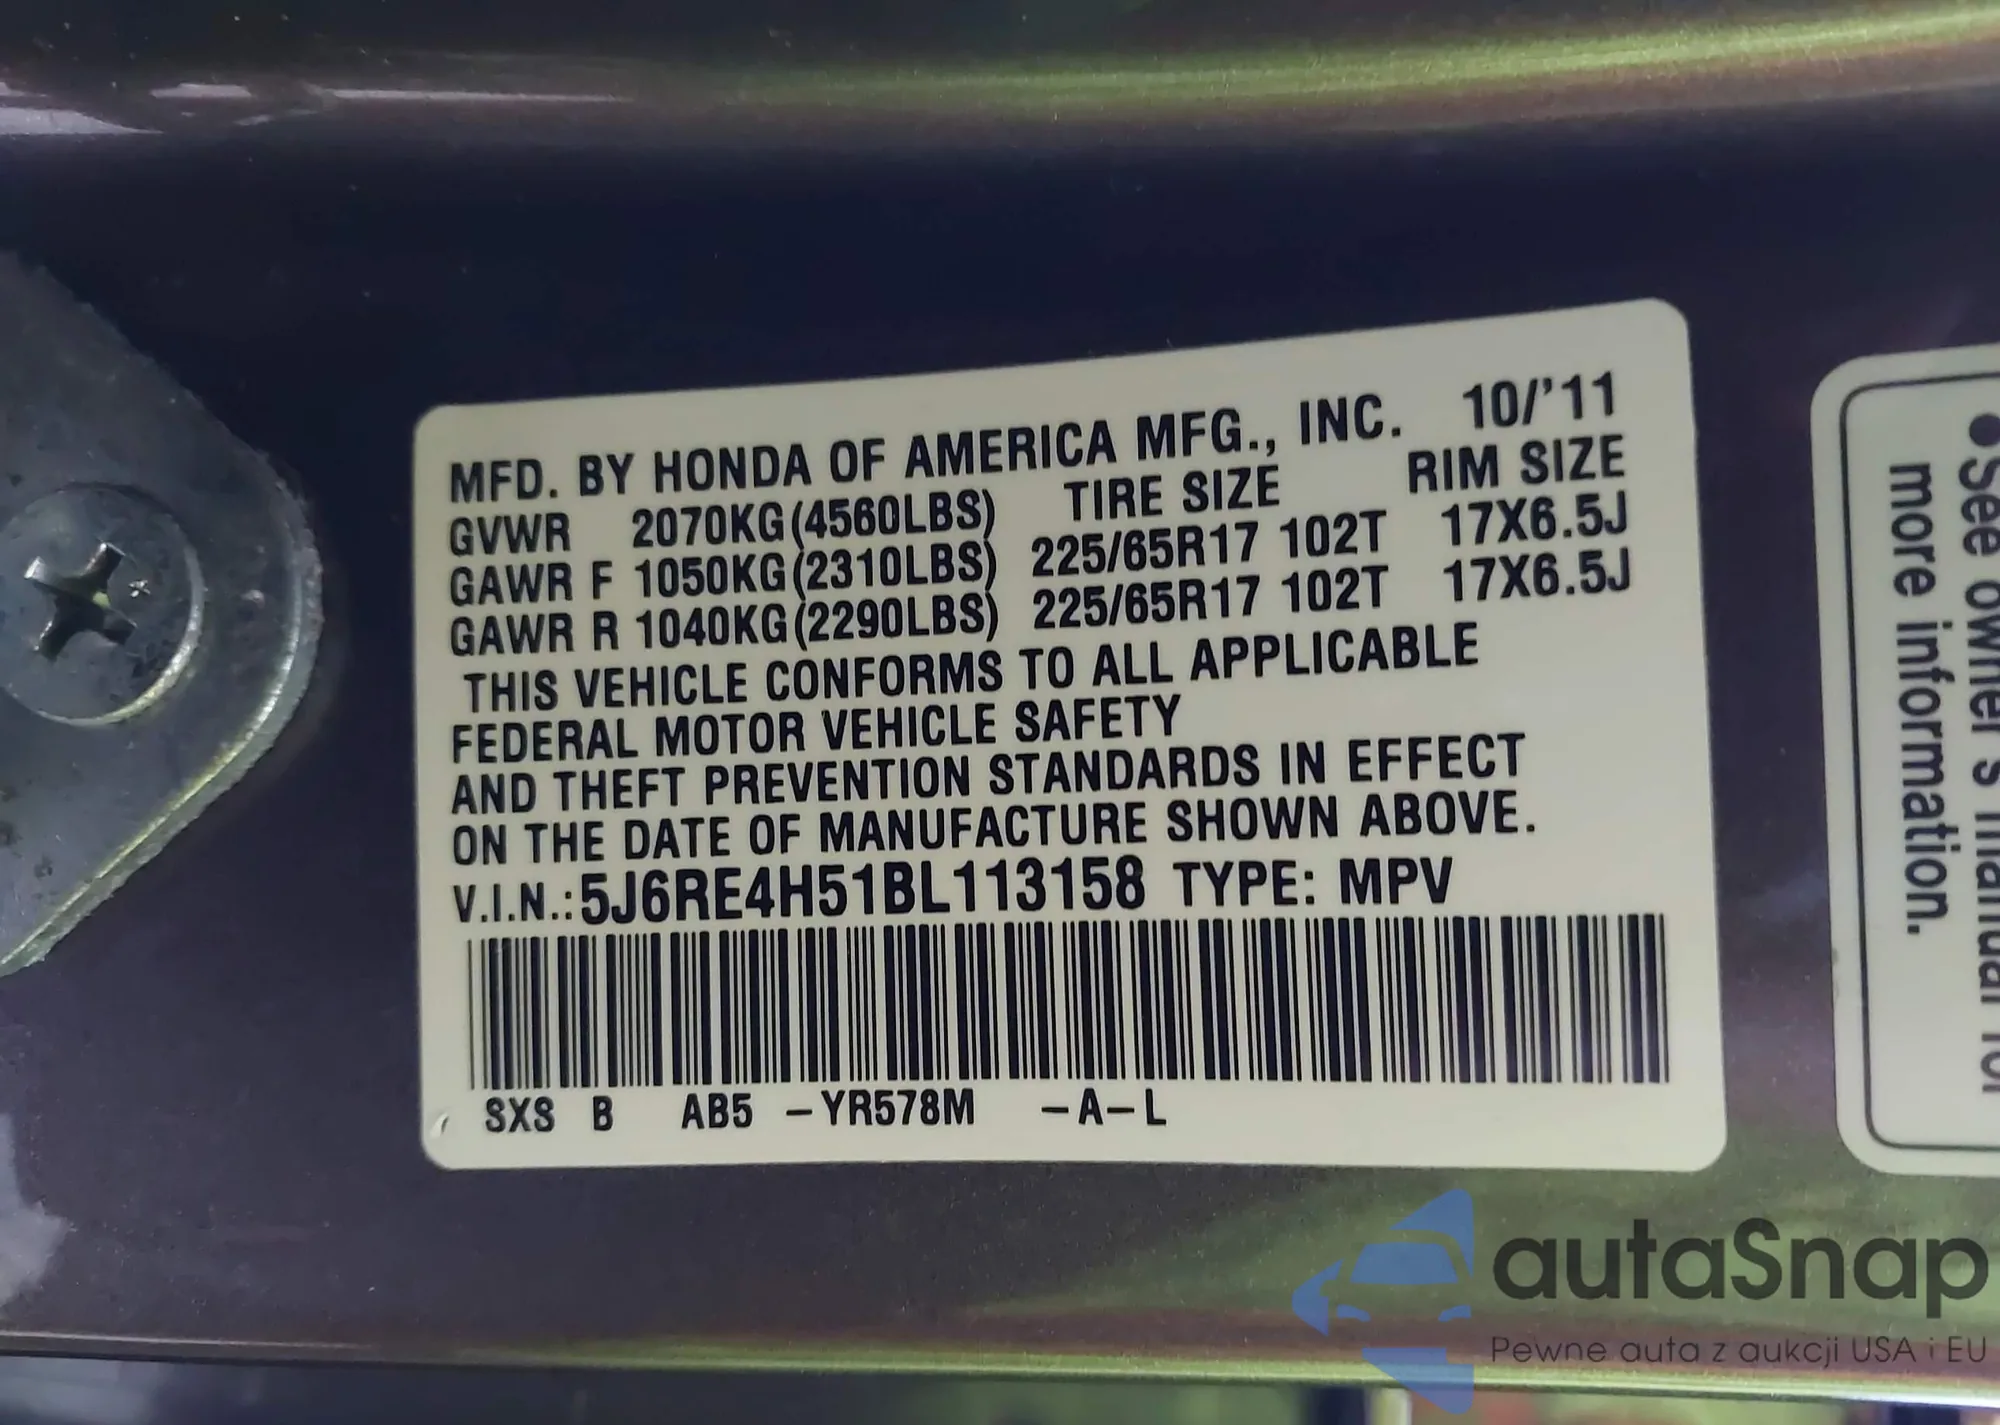 MFD. BY HONDA OF AMERICA MFG., INC. 10/'11
GVWR 2070KG(4560LBS) TIRE SIZE RIM SIZE
GAWR F 1050KG(2310LBS) 225/65R17 102T 17X6.5J
GAWR R 1040KG(2290LBS) 225/65R17 102T 17X6.5J
THIS VEHICLE CONFORMS TO ALL APPLICABLE
FEDERAL MOTOR VEHICLE SAFETY
AND THEFT PREVENTION STANDARDS IN EFFECT
ON THE DATE OF MANUFACTURE SHOWN ABOVE.
V.I.N.:5J6RE4H51BL113158 TYPE: MPV
SXS B AB5 -YR578M -A-L
●See owner's manual for
more information.
autaSnap
Pewne auta z aukcji USA i EU